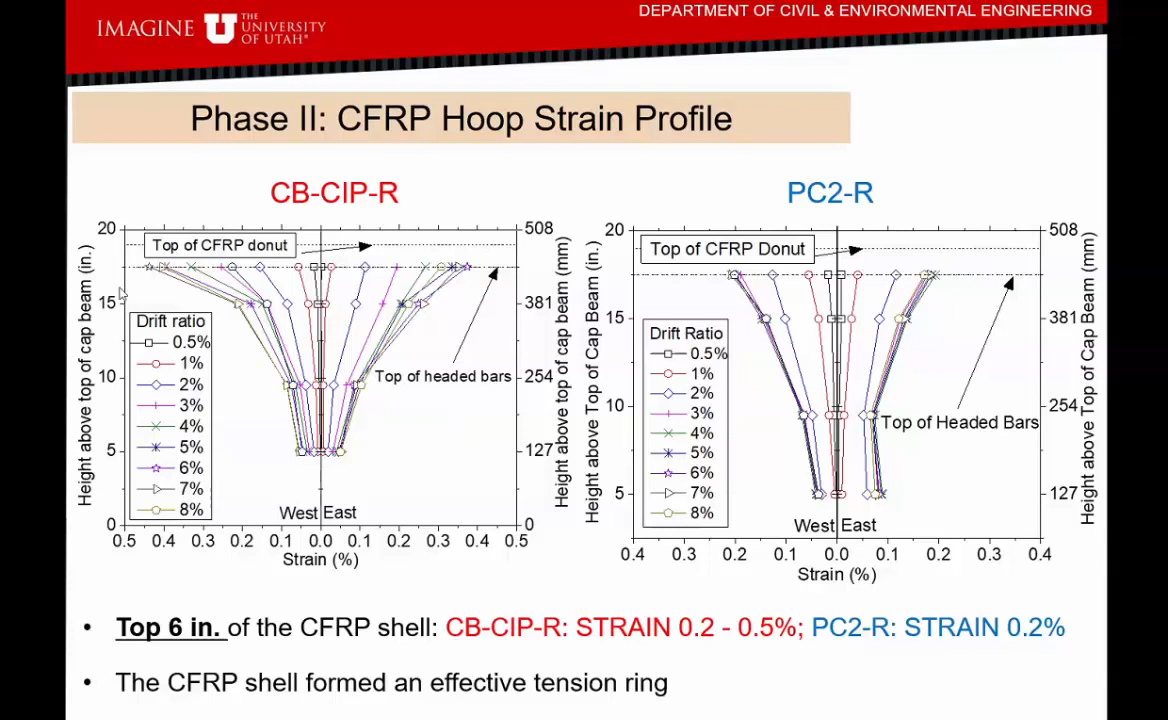 DEPARTMENT OF CIVIL & ENVIRONMENTAL ENGINEERING
IMAGINE U THE UNIVERSITY OF UTAH®
Phase II: CFRP Hoop Strain Profile
CB-CIP-R
PC2-R
20
15
10
5
0
Height above top of cap beam (in.)
Top of CFRP donut
Drift ratio
0.5%
1%
2%
3%
4%
5%
6%
7%
8%
Top of headed bars
West East
0.5 0.4 0.3 0.2 0.1 0.0 0.1 0.2 0.3 0.4 0.5
Strain (%)
508
381
254
127
0
Height above top of cap beam (mm)
20
15
10
5
Height above Top of Cap Beam (in.)
Top of CFRP Donut
Drift Ratio
0.5%
1%
2%
3%
4%
5%
6%
7%
8%
Top of Headed Bars
West East
0.4 0.3 0.2 0.1 0.0 0.1 0.2 0.3 0.4
Strain (%)
508
381
254
127
Height above Top of Cap Beam (mm)
• Top 6 in. of the CFRP shell: CB-CIP-R: STRAIN 0.2 - 0.5%; PC2-R: STRAIN 0.2%
• The CFRP shell formed an effective tension ring